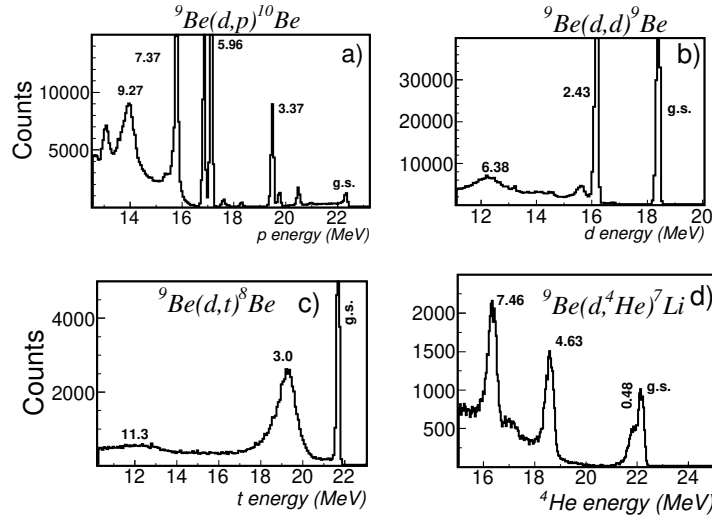 ⁹Be(d,p)¹⁰Be
a)
7.37
5.96
9.27
3.37
g.s.
Counts
10000
5000
14 16 18 20 22
p energy (MeV)
⁹Be(d,d)⁹Be
b)
2.43
g.s.
6.38
40000
30000
20000
10000
12 14 16 18 20
d energy (MeV)
⁹Be(d,t)⁸Be
c)
g.s.
3.0
11.3
Counts
4000
2000
12 14 16 18 20 22
t energy (MeV)
⁹Be(d,⁴He)⁷Li
d)
7.46
4.63
0.48
g.s.
2000
1500
1000
500
16 18 20 22 24
⁴He energy (MeV)